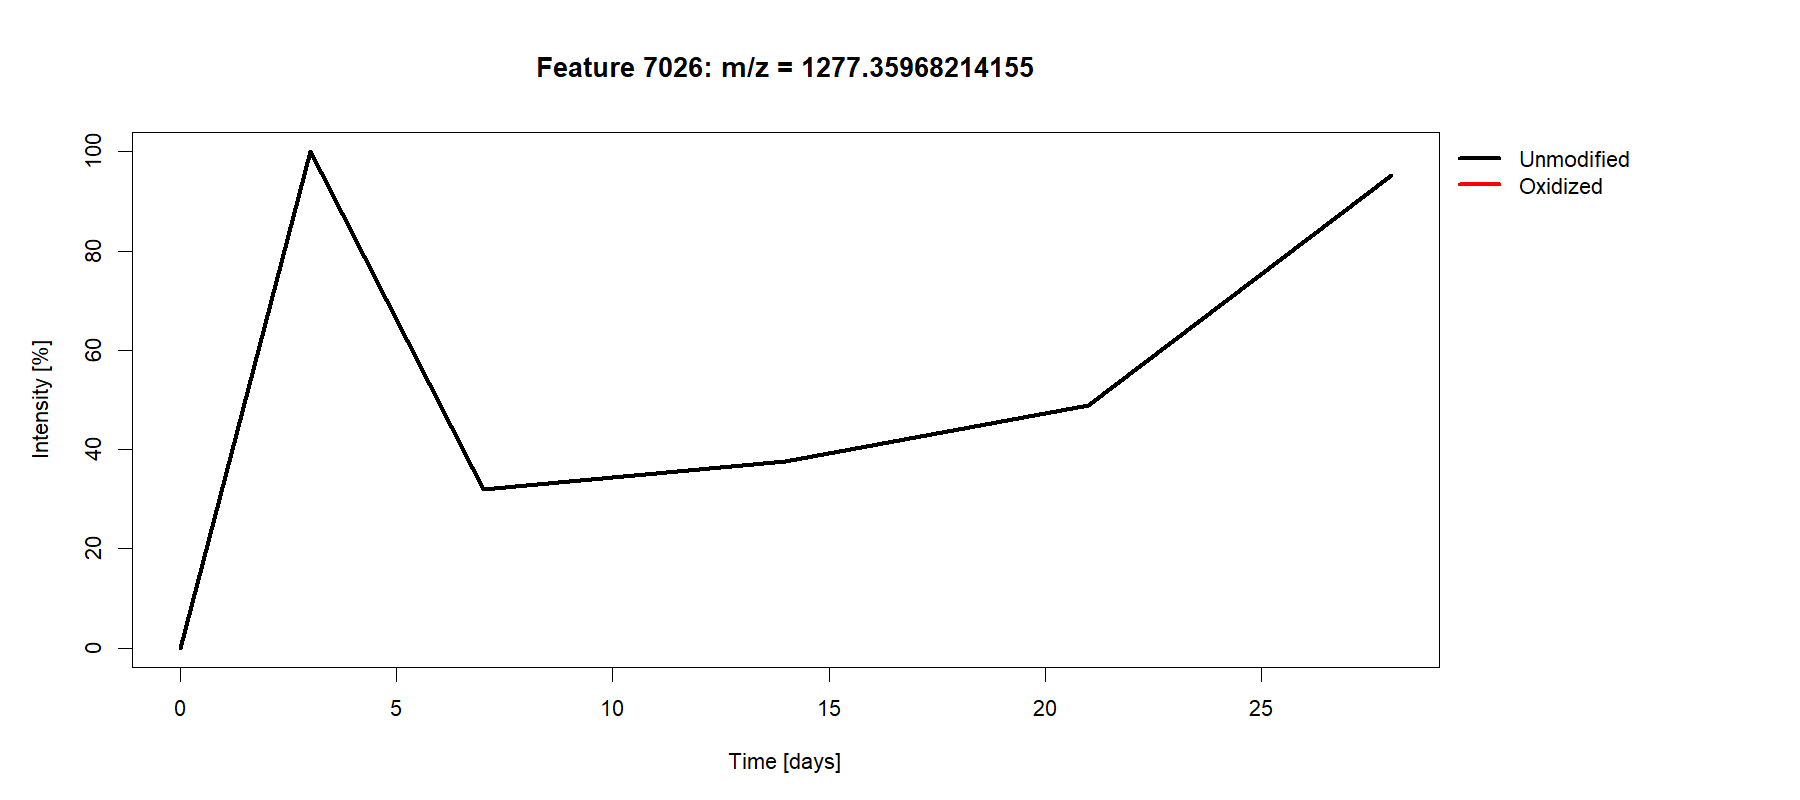 Feature 7026: m/z = 1277.35968214155
Unmodified
Oxidized
100
80
60
40
20
0
Intensity [%]
0 5 10 15 20 25
Time [days]